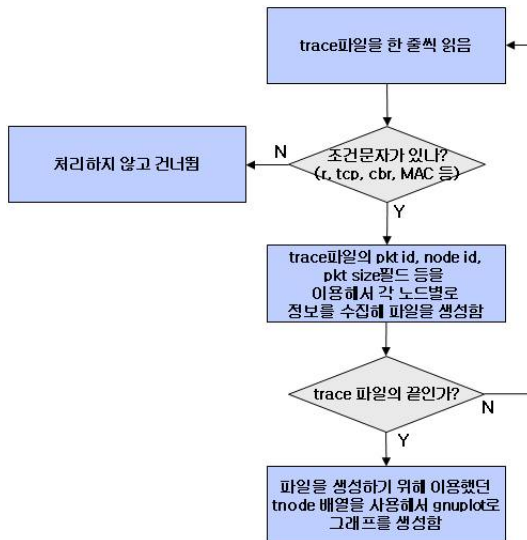 trace파일을 한 줄씩 읽음
조건문자가 있나?
(r, tcp, cbr, MAC 등)
N
처리하지 않고 건너뜀
Y
trace파일의 pkt id, node id,
pkt size필드 등을
이용해서 각 노드별로
정보를 수집해 파일을 생성함
trace 파일의 끝인가?
N
Y
파일을 생성하기 위해 이용했던
tnode 배열을 사용해서 gnuplot로
그래프를 생성함